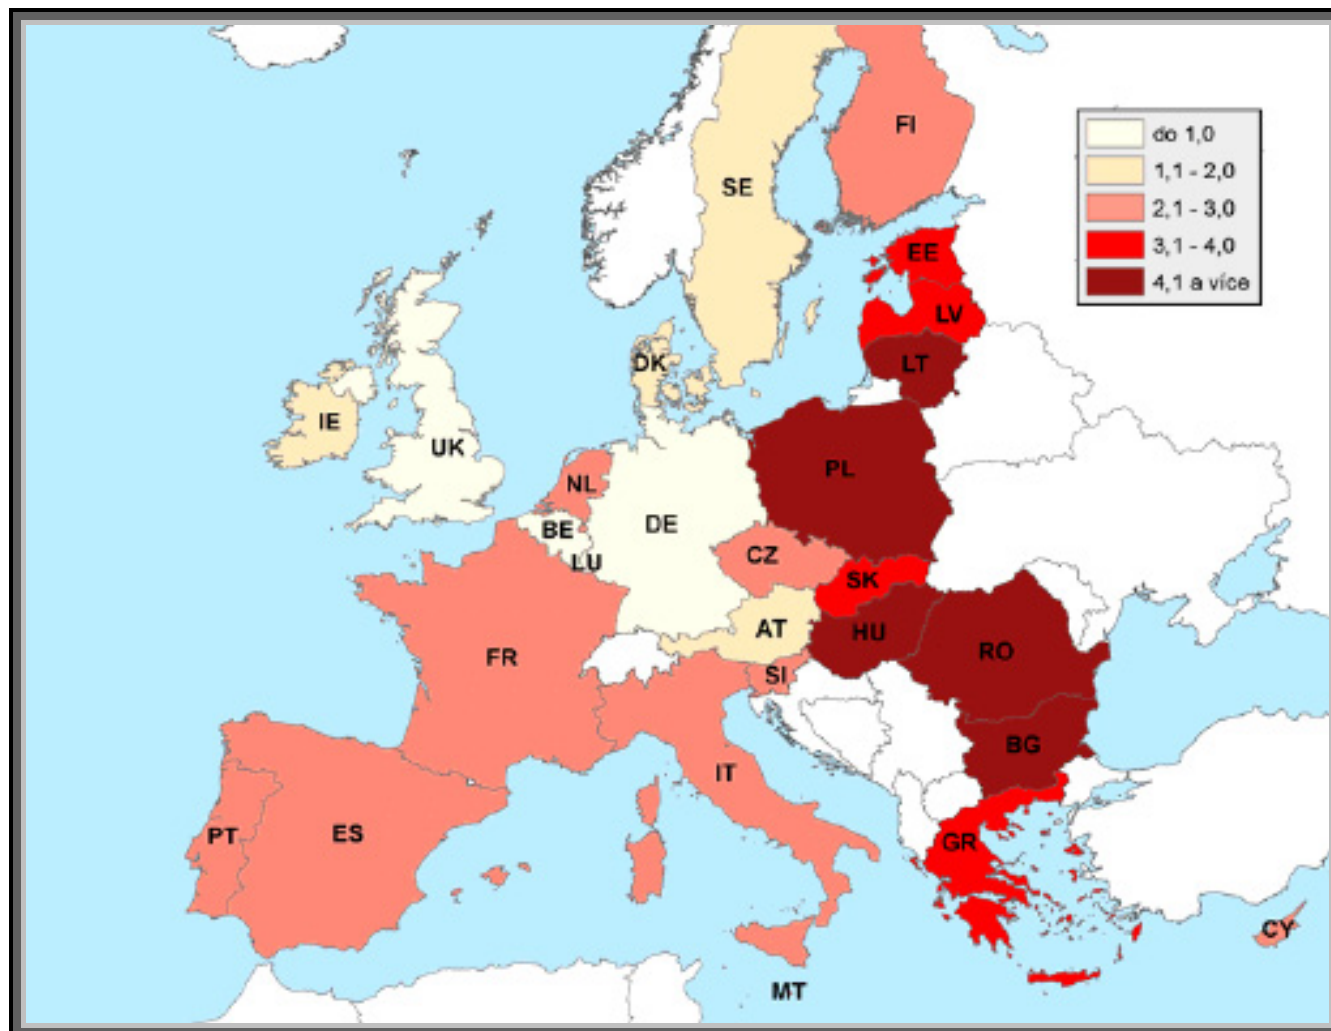 FI
do 1,0
1,1 - 2,0
2,1 - 3,0
3,1 - 4,0
4,1 a více
SE
EE
LV
LT
DK
IE
UK
PL
NL
BE
DE
LU
CZ
SK
AT
HU
FR
RO
SI
BG
IT
PT
ES
GR
CY
MT